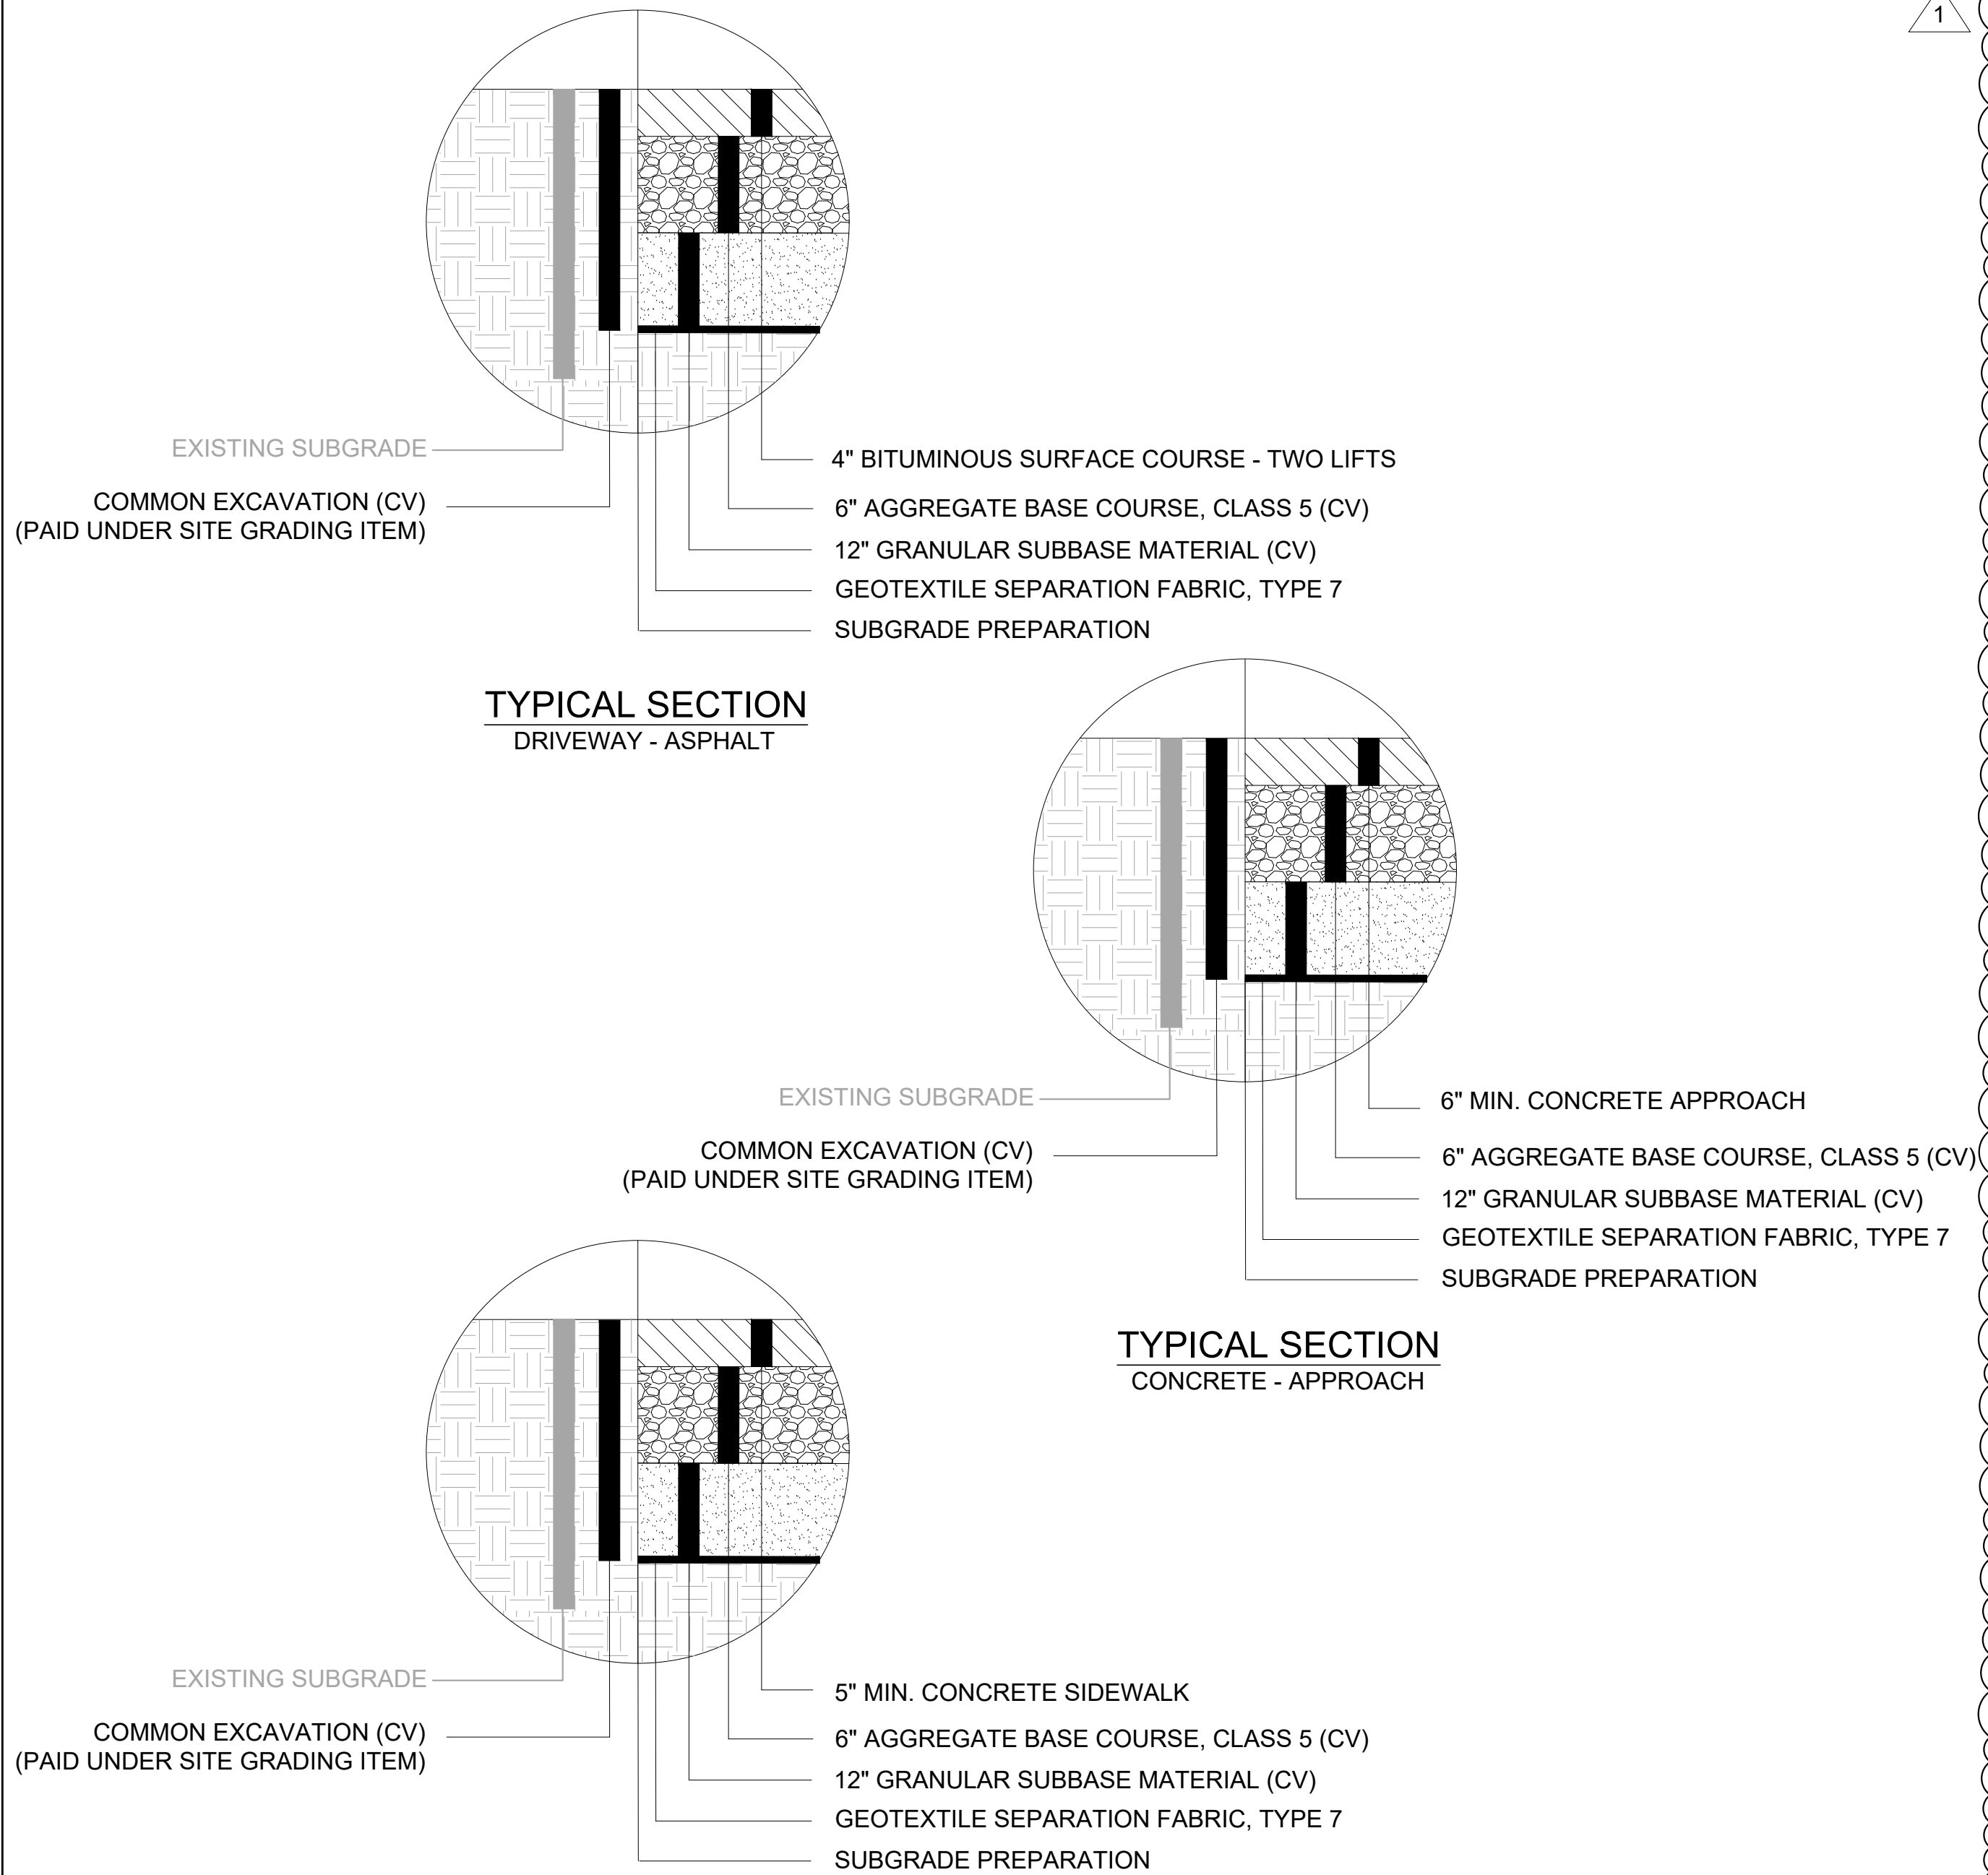 1
EXISTING SUBGRADE
COMMON EXCAVATION (CV)
(PAID UNDER SITE GRADING ITEM)
4" BITUMINOUS SURFACE COURSE - TWO LIFTS
6" AGGREGATE BASE COURSE, CLASS 5 (CV)
12" GRANULAR SUBBASE MATERIAL (CV)
GEOTEXTILE SEPARATION FABRIC, TYPE 7
SUBGRADE PREPARATION
TYPICAL SECTION
DRIVEWAY - ASPHALT
EXISTING SUBGRADE
COMMON EXCAVATION (CV)
(PAID UNDER SITE GRADING ITEM)
6" MIN. CONCRETE APPROACH
6" AGGREGATE BASE COURSE, CLASS 5 (CV)
12" GRANULAR SUBBASE MATERIAL (CV)
GEOTEXTILE SEPARATION FABRIC, TYPE 7
SUBGRADE PREPARATION
TYPICAL SECTION
CONCRETE - APPROACH
EXISTING SUBGRADE
COMMON EXCAVATION (CV)
(PAID UNDER SITE GRADING ITEM)
5" MIN. CONCRETE SIDEWALK
6" AGGREGATE BASE COURSE, CLASS 5 (CV)
12" GRANULAR SUBBASE MATERIAL (CV)
GEOTEXTILE SEPARATION FABRIC, TYPE 7
SUBGRADE PREPARATION